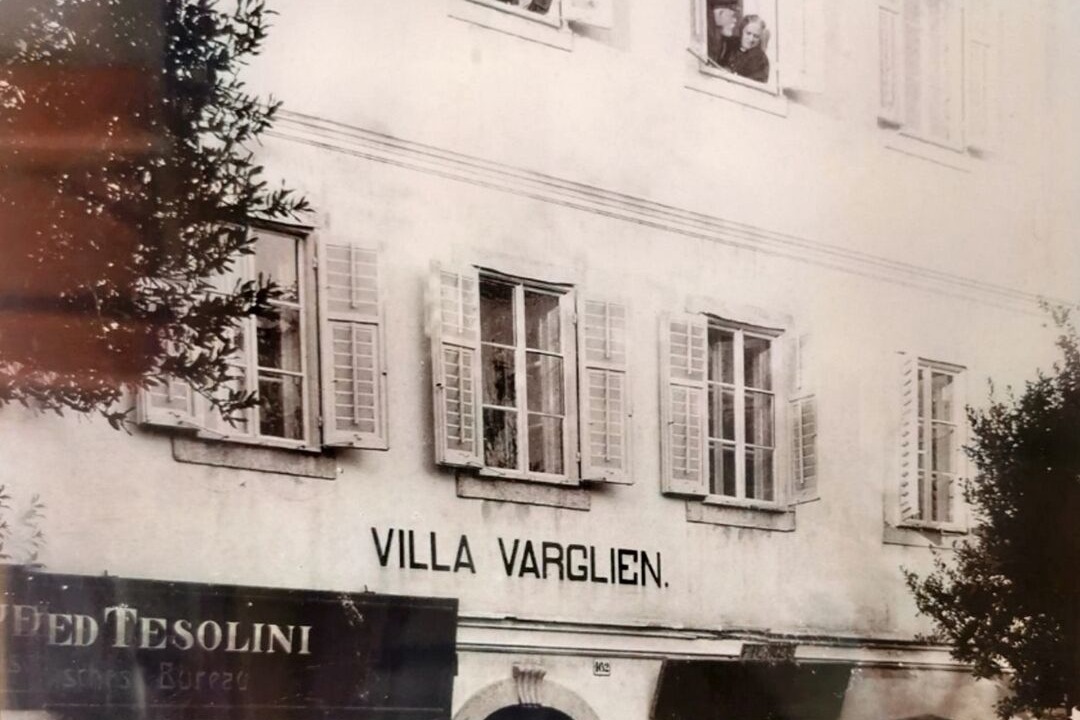 VILLA VARGLIEN.
TESOLINI
Bureau
162